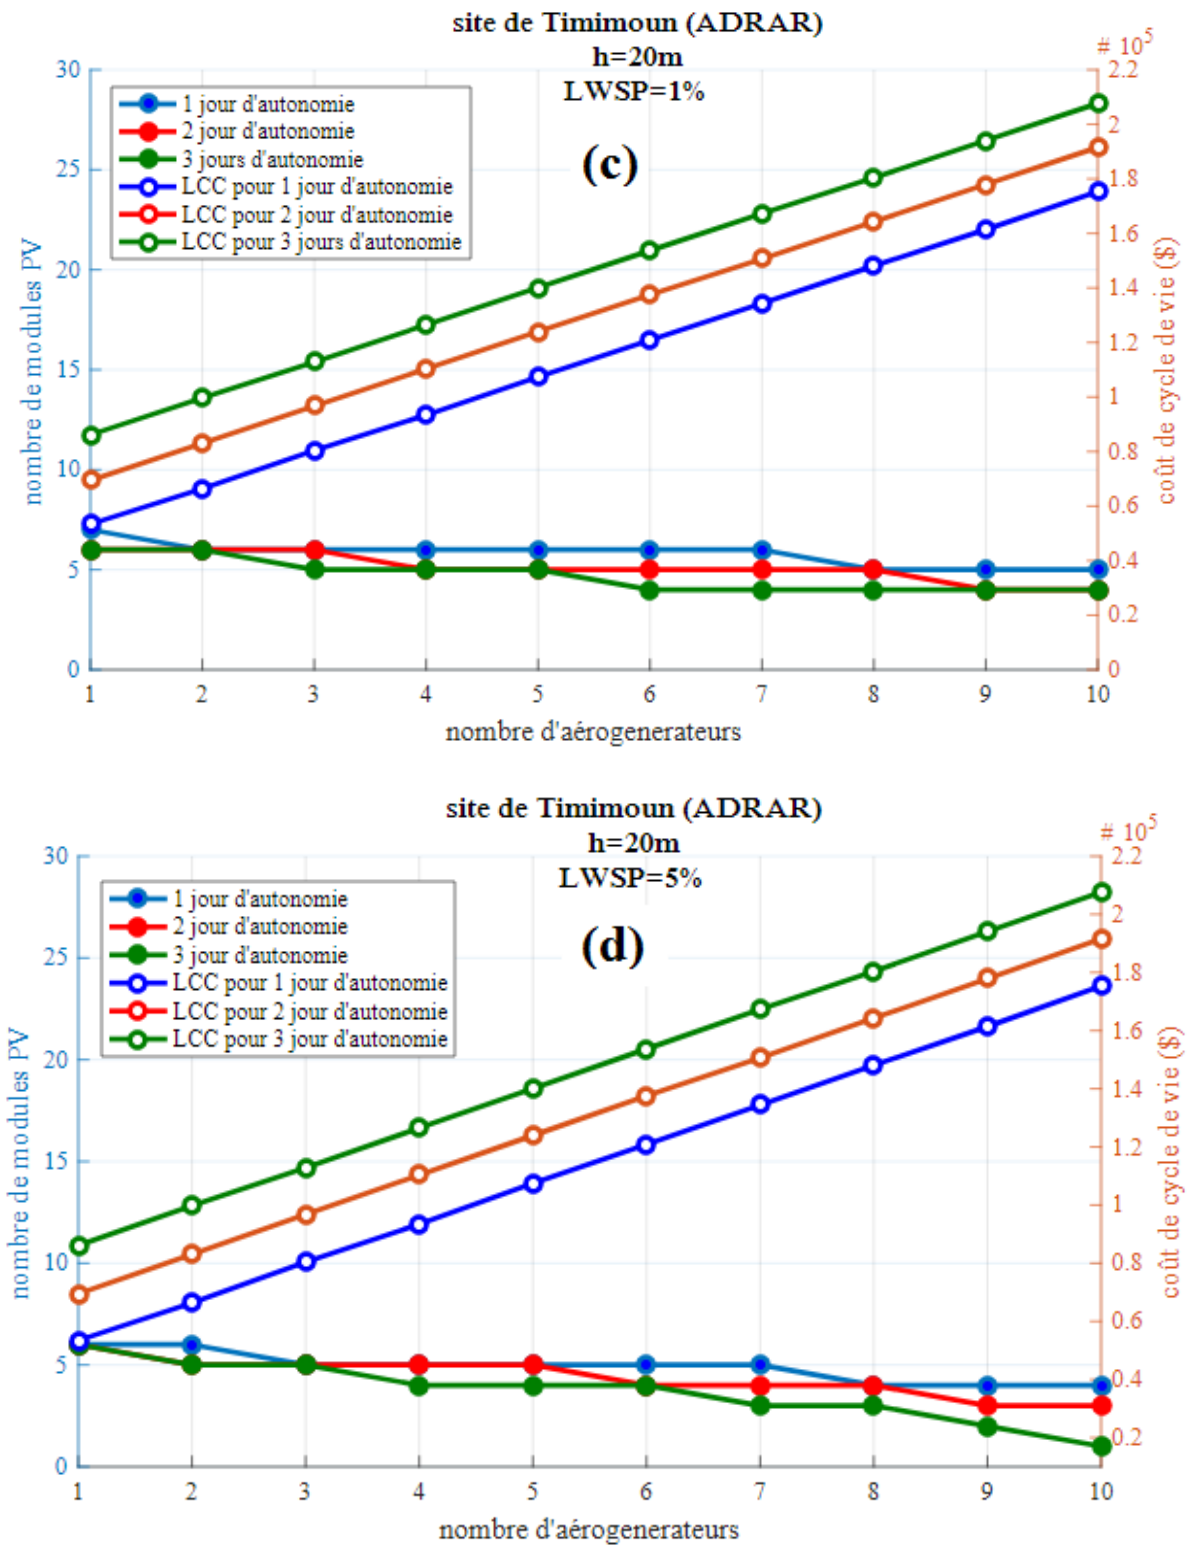 site de Timimoun (ADRAR)
h=20m
LWSP=1%
# 10^5
(c)
1 jour d'autonomie
2 jour d'autonomie
3 jours d'autonomie
LCC pour 1 jour d'autonomie
LCC pour 2 jour d'autonomie
LCC pour 3 jours d'autonomie
nombre de modules PV
30
25
20
15
10
5
0
2.2
2
1.8
1.6
1.4
1.2
1
0.8
0.6
0.4
0.2
0
coût de cycle de vie ($)
1 2 3 4 5 6 7 8 9 10
nombre d'aérogenerateurs
site de Timimoun (ADRAR)
h=20m
LWSP=5%
# 10^5
(d)
1 jour d'autonomie
2 jour d'autonomie
3 jour d'autonomie
LCC pour 1 jour d'autonomie
LCC pour 2 jour d'autonomie
LCC pour 3 jour d'autonomie
nombre de modules PV
30
25
20
15
10
5
0
2.2
2
1.8
1.6
1.4
1.2
1
0.8
0.6
0.4
0.2
coût de cycle de vie ($)
1 2 3 4 5 6 7 8 9 10
nombre d'aérogenerateurs